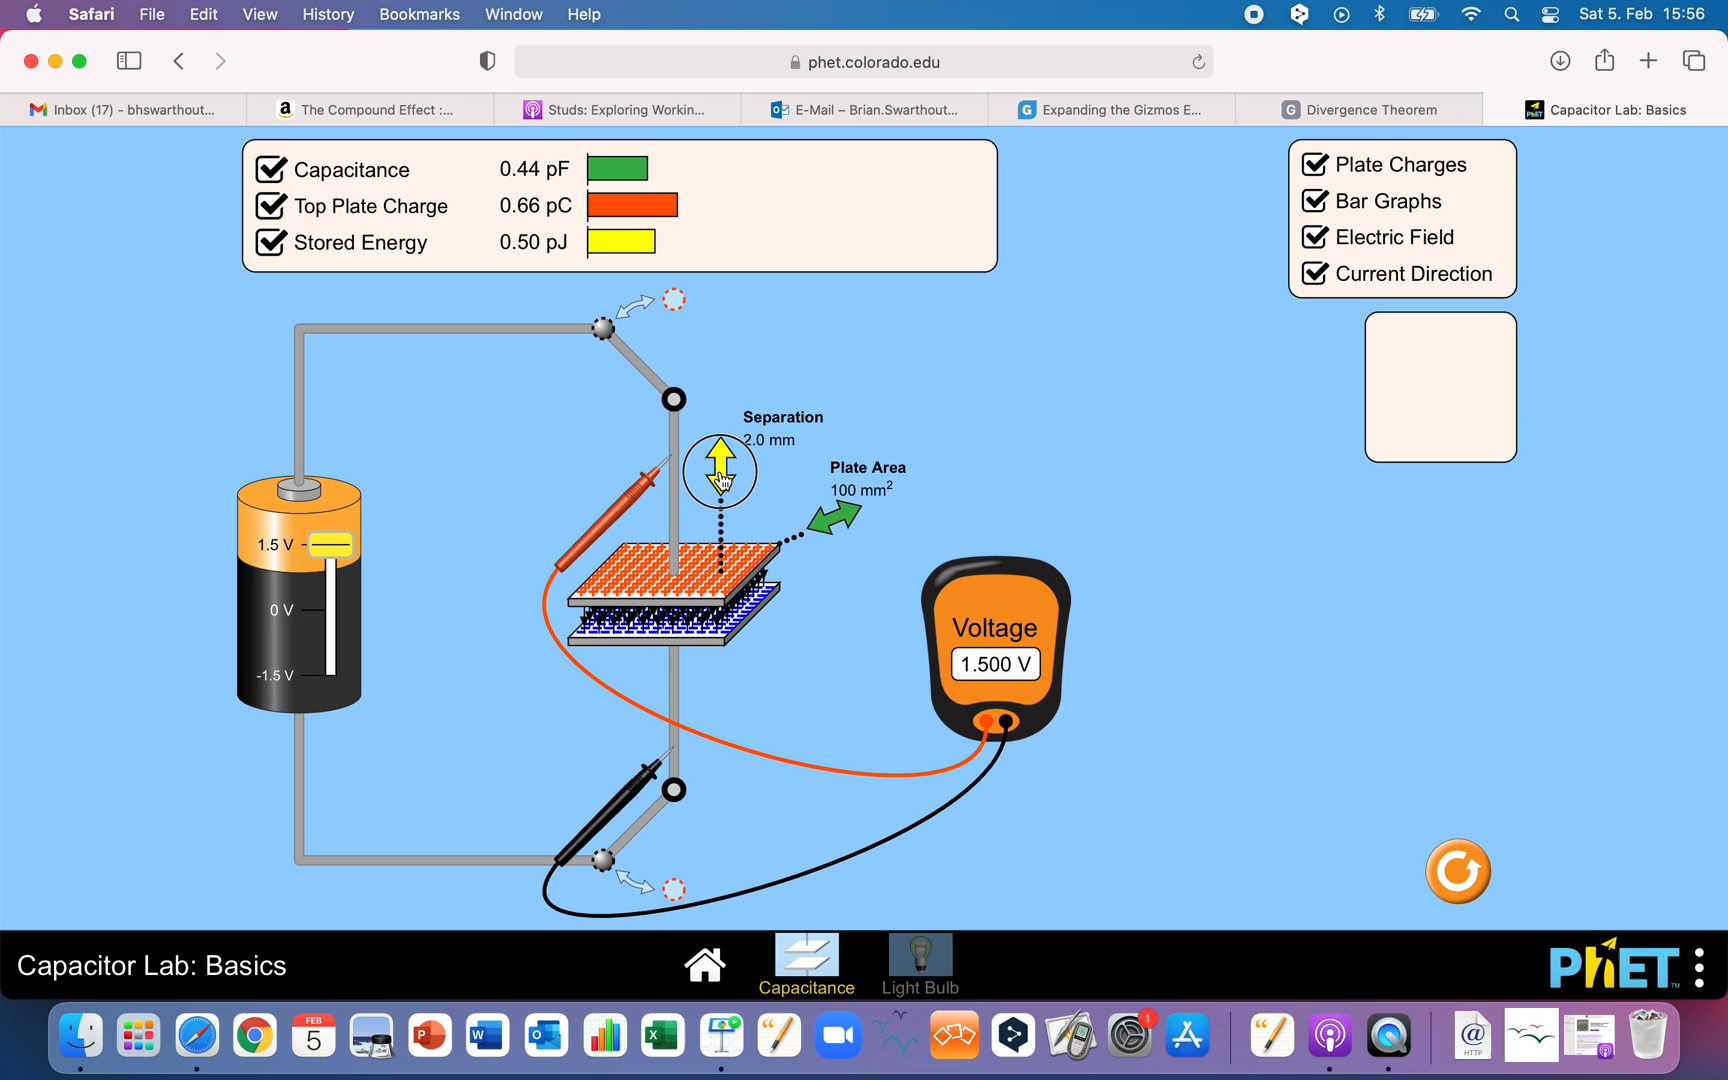 Safari File Edit View History Bookmarks Window Help Sat 5. Feb 15:56
phet.colorado.edu
Inbox (17) - bhswarthout... The Compound Effect :... Studs: Exploring Workin... E-Mail – Brian.Swarthout... Expanding the Gizmos E... Divergence Theorem Capacitor Lab: Basics
Capacitance 0.44 pF
Top Plate Charge 0.66 pC
Stored Energy 0.50 pJ
Plate Charges
Bar Graphs
Electric Field
Current Direction
Separation
2.0 mm
Plate Area
100 mm²
1.5 V
0 V
-1.5 V
Voltage
1.500 V
Capacitor Lab: Basics
Capacitance
Light Bulb
PhET
FEB
5
1
HTTP